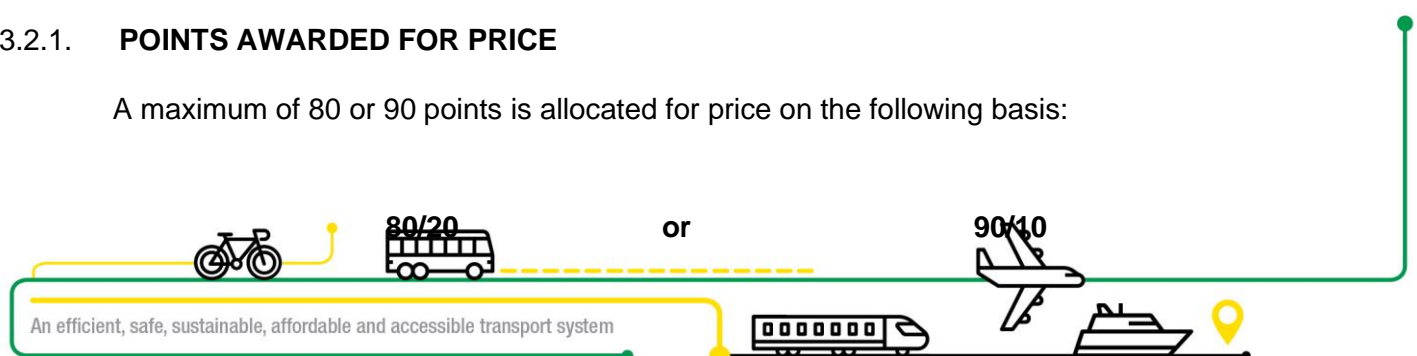 3.2.1. POINTS AWARDED FOR PRICE
A maximum of 80 or 90 points is allocated for price on the following basis:
80/20 or 90/10
An efficient, safe, sustainable, affordable and accessible transport system